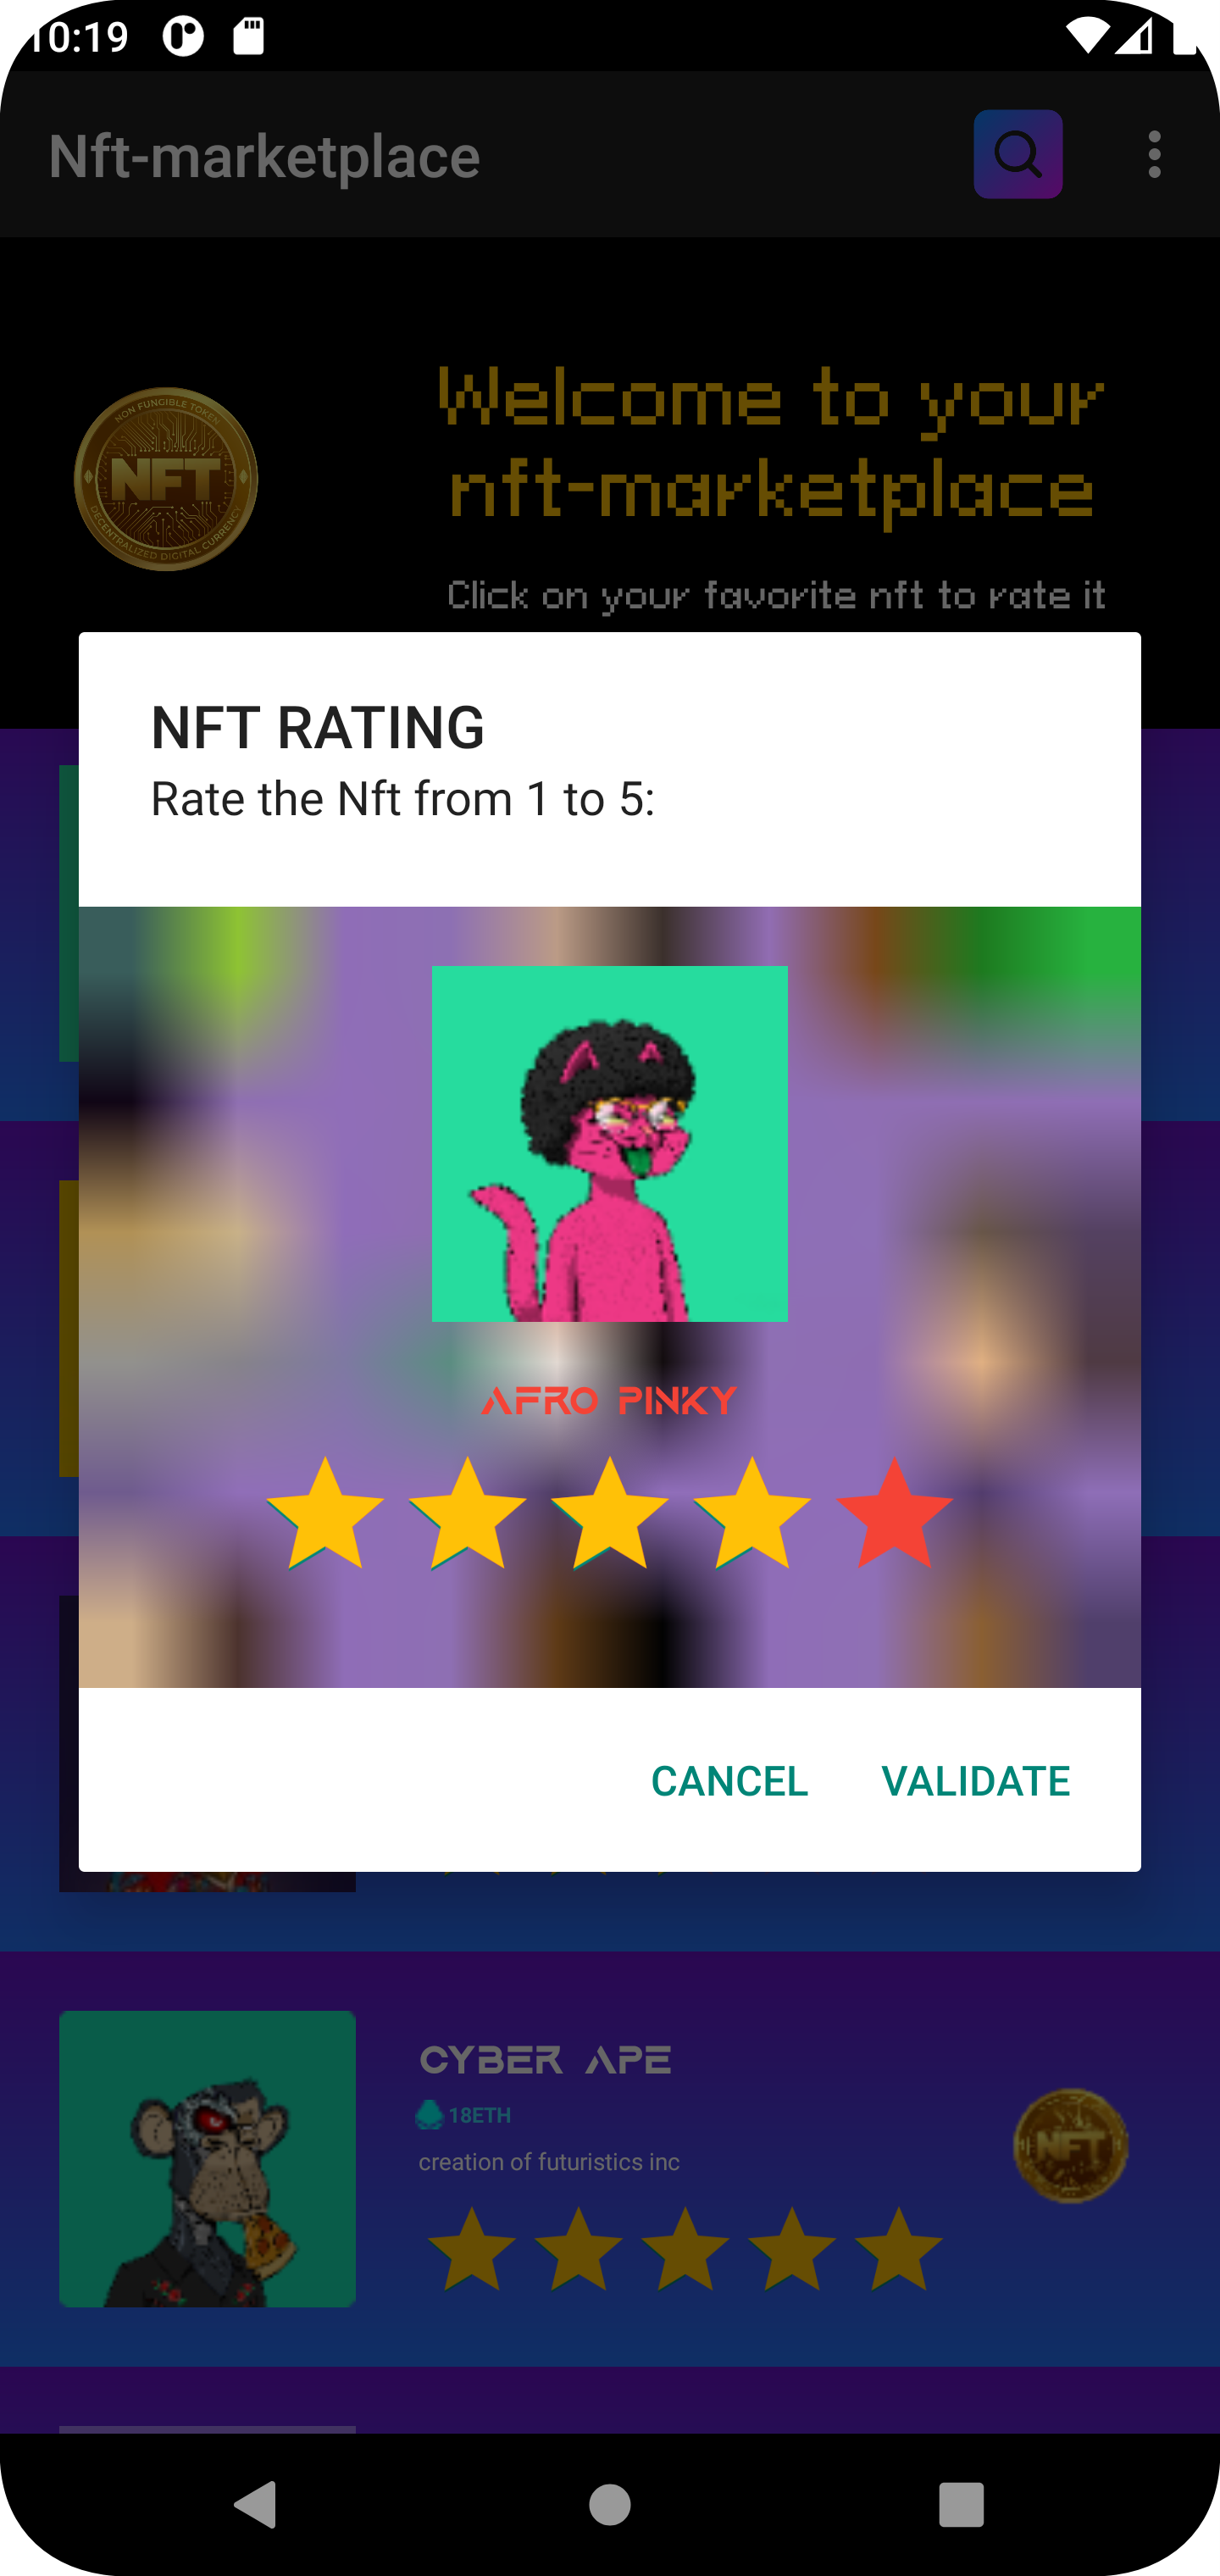 10:19
Nft-marketplace
NON FUNGIBLE TOKEN
NFT
DECENTRALIZED DIGITAL CURRENCY
Welcome to your
nft-marketplace
Click on your favorite nft to rate it
NFT RATING
Rate the Nft from 1 to 5:
AFRO PINKY
CANCEL
VALIDATE
CYBER APE
18ETH
creation of futuristics inc
NFT